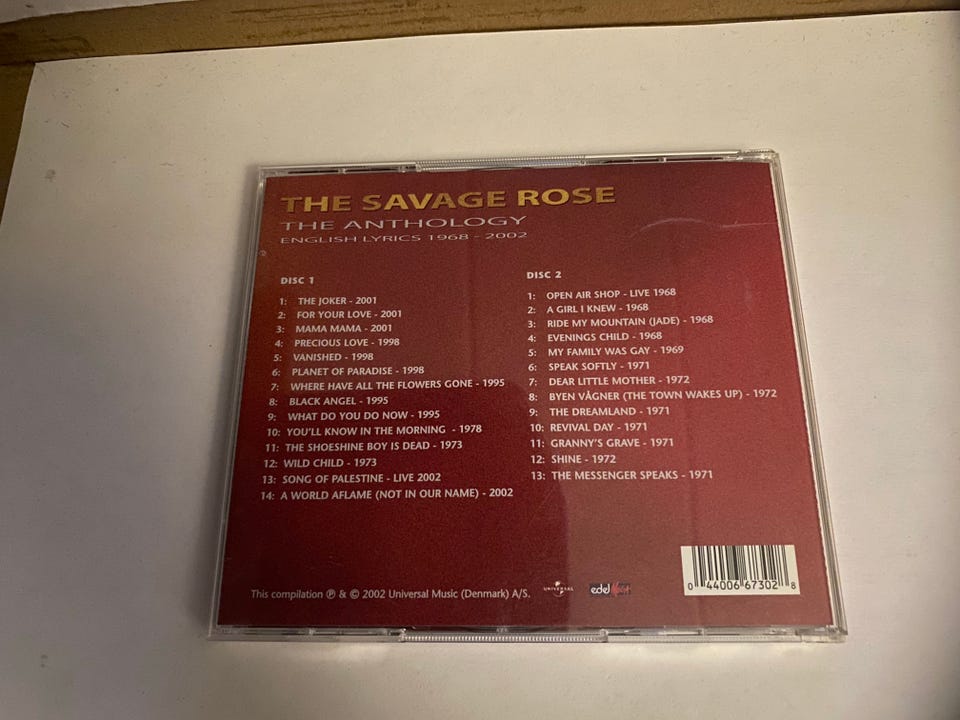 THE SAVAGE ROSE
THE ANTHOLOGY
ENGLISH LYRICS 1968 - 2002
DISC 1
1: THE JOKER - 2001
2: FOR YOUR LOVE - 2001
3: MAMA MAMA - 2001
4: PRECIOUS LOVE - 1998
5: VANISHED - 1998
6: PLANET OF PARADISE - 1998
7: WHERE HAVE ALL THE FLOWERS GONE - 1995
8: BLACK ANGEL - 1995
9: WHAT DO YOU DO NOW - 1995
10: YOU'LL KNOW IN THE MORNING - 1978
11: THE SHOESHINE BOY IS DEAD - 1973
12: WILD CHILD - 1973
13: SONG OF PALESTINE - LIVE 2002
14: A WORLD AFLAME (NOT IN OUR NAME) - 2002
DISC 2
1: OPEN AIR SHOP - LIVE 1968
2: A GIRL I KNEW - 1968
3: RIDE MY MOUNTAIN (JADE) - 1968
4: EVENINGS CHILD - 1968
5: MY FAMILY WAS GAY - 1969
6: SPEAK SOFTLY - 1971
7: DEAR LITTLE MOTHER - 1972
8: BYEN VÅGNER (THE TOWN WAKES UP) - 1972
9: THE DREAMLAND - 1971
10: REVIVAL DAY - 1971
11: GRANNY'S GRAVE - 1971
12: SHINE - 1972
13: THE MESSENGER SPEAKS - 1971
This compilation ℗ & © 2002 Universal Music (Denmark) A/S.
UNIVERSAL
edel
0 44006 67302 8